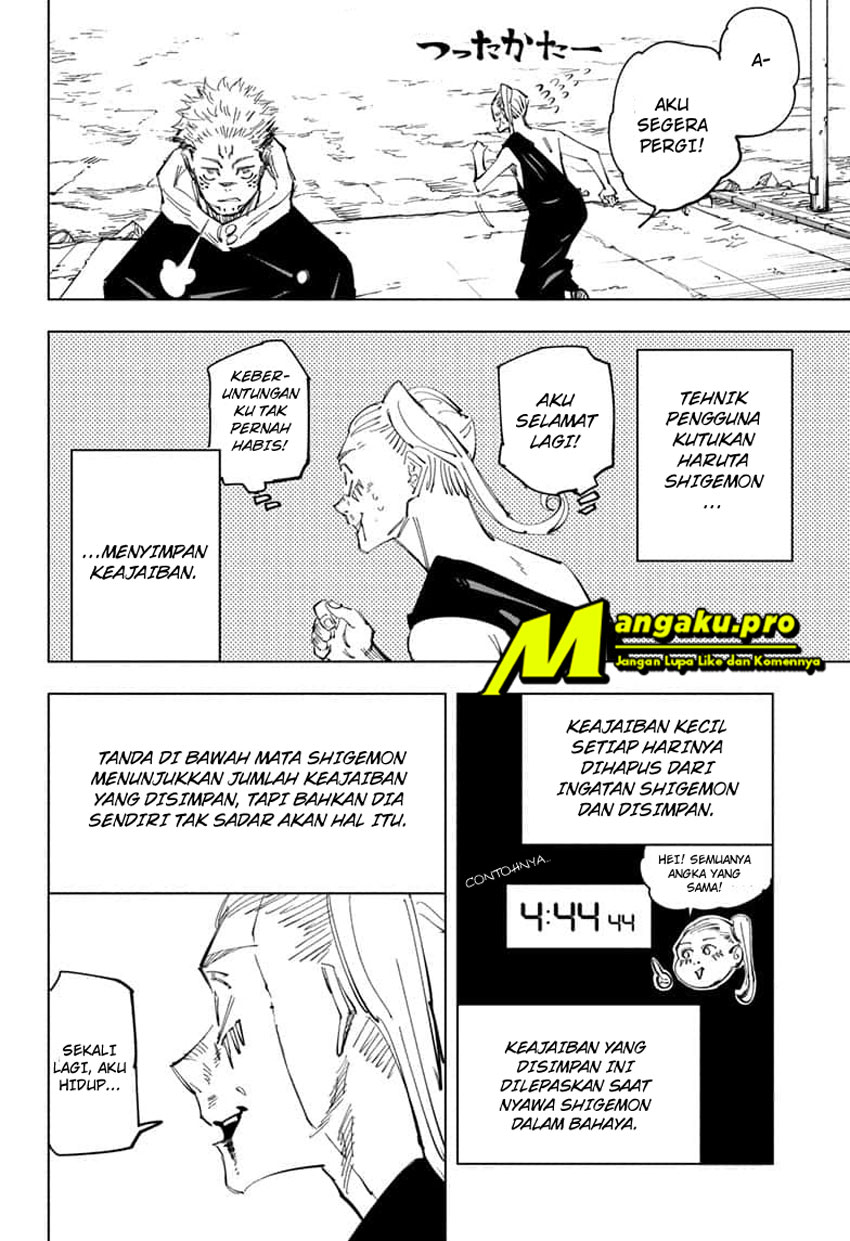 つったかたー
A-
AKU
SEGERA
PERGI!
TEHNIK
PENGGUNA
KUTUKAN
HARUTA
SHIGEMON
...
AKU
SELAMAT
LAGI!
KEBER-
UNTUNGAN
KU TAK
PERNAH
HABIS!
...MENYIMPAN
KEAJAIBAN.
Mangaku.pro
Jangan Lupa Like dan Komennya
KEAJAIBAN KECIL
SETIAP HARINYA
DIHAPUS DARI
INGATAN SHIGEMON
DAN DISIMPAN.
CONTOHNYA...
HEI! SEMUANYA
ANGKA YANG
SAMA!
4:44 44
KEAJAIBAN YANG
DISIMPAN INI
DILEPASKAN SAAT
NYAWA SHIGEMON
DALAM BAHAYA.
TANDA DI BAWAH MATA SHIGEMON
MENUNJUKKAN JUMLAH KEAJAIBAN
YANG DISIMPAN, TAPI BAHKAN DIA
SENDIRI TAK SADAR AKAN HAL ITU.
SEKALI
LAGI, AKU
HIDUP...